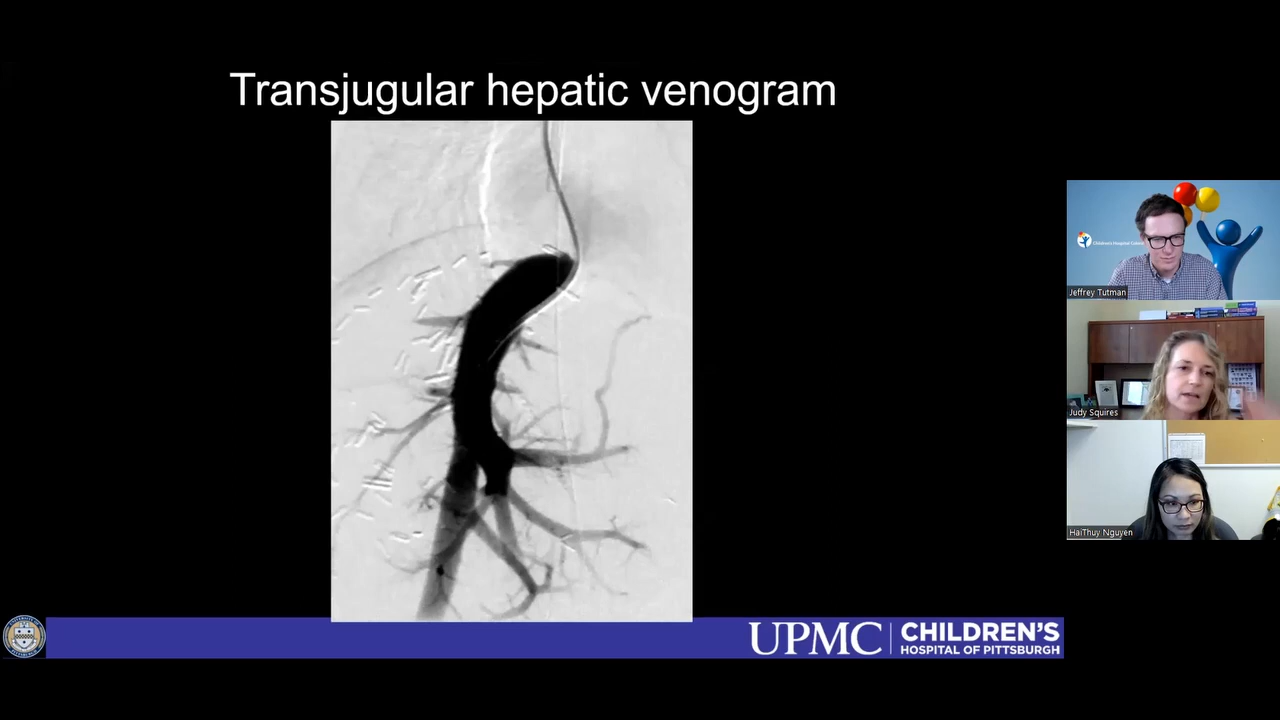 Transjugular hepatic venogram
Jeffrey Tutman
Judy Squires
HaiThuy Nguyen
UPMC
CHILDREN'S
HOSPITAL OF PITTSBURGH